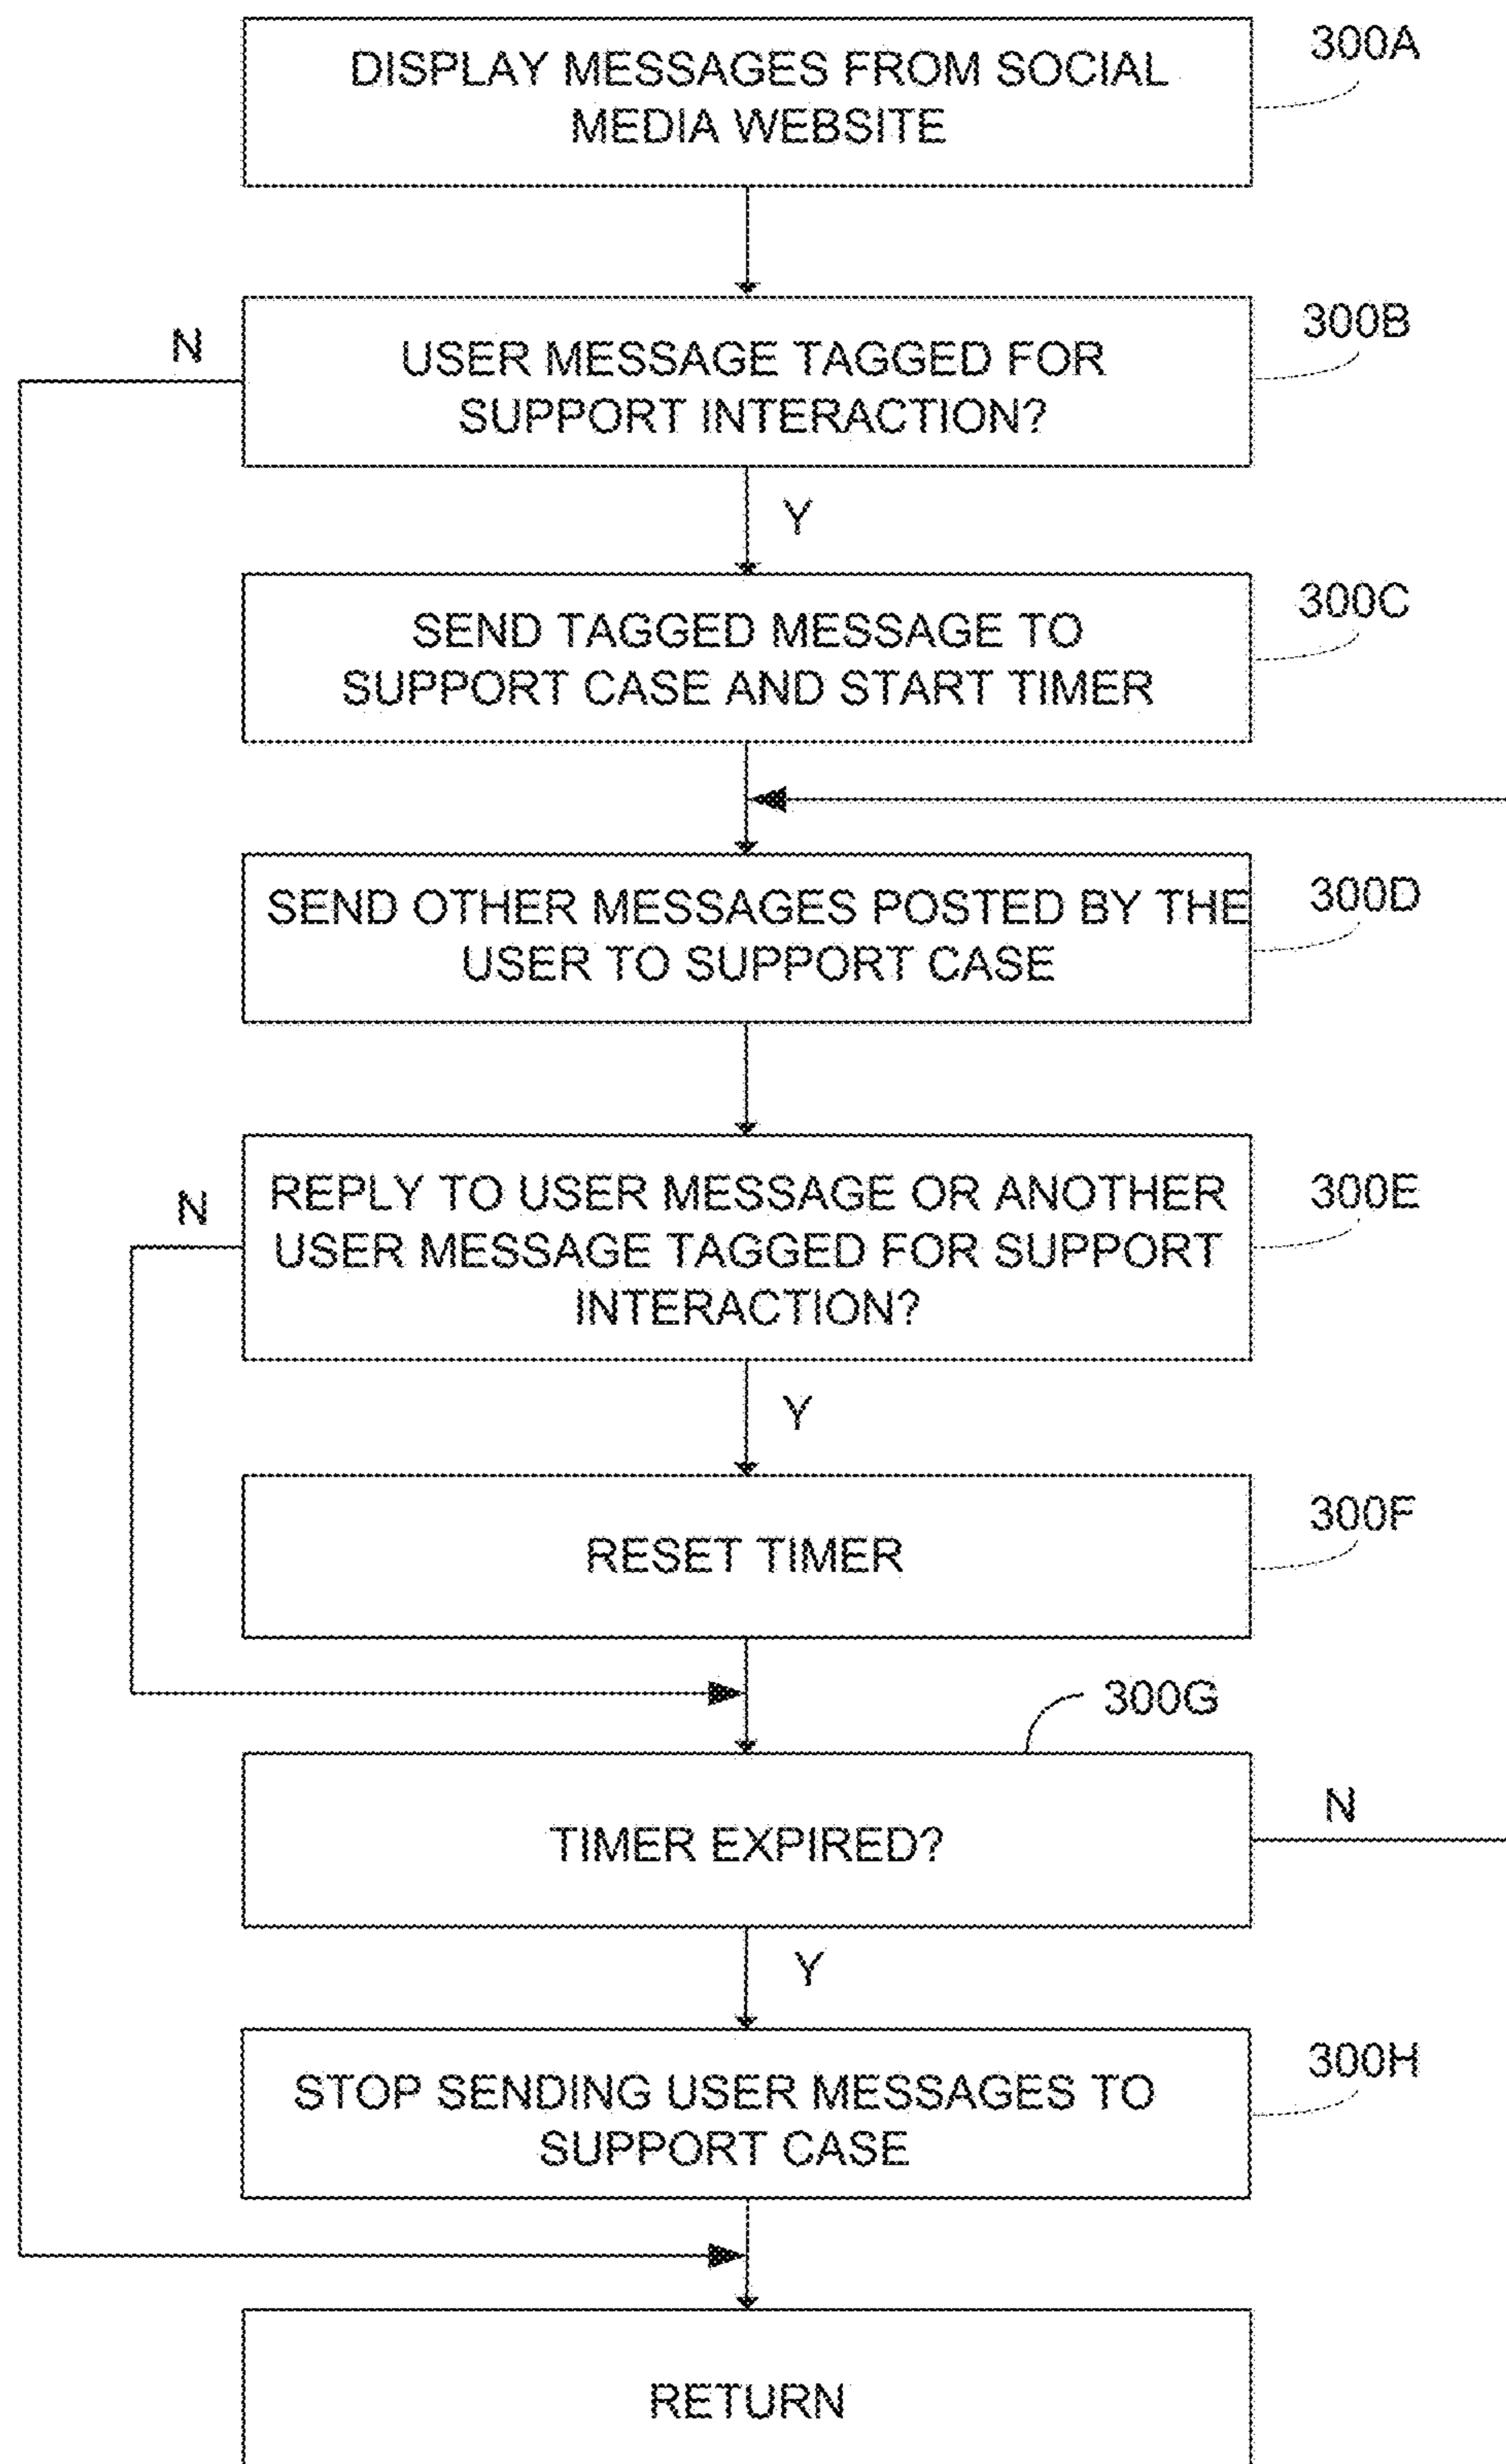 DISPLAY MESSAGES FROM SOCIAL
MEDIA WEBSITE
300A
N
USER MESSAGE TAGGED FOR
SUPPORT INTERACTION?
300B
Y
SEND TAGGED MESSAGE TO
SUPPORT CASE AND START TIMER
300C
SEND OTHER MESSAGES POSTED BY THE
USER TO SUPPORT CASE
300D
N
REPLY TO USER MESSAGE OR ANOTHER
USER MESSAGE TAGGED FOR SUPPORT
INTERACTION?
300E
Y
RESET TIMER
300F
300G
TIMER EXPIRED?
N
Y
STOP SENDING USER MESSAGES TO
SUPPORT CASE
300H
RETURN